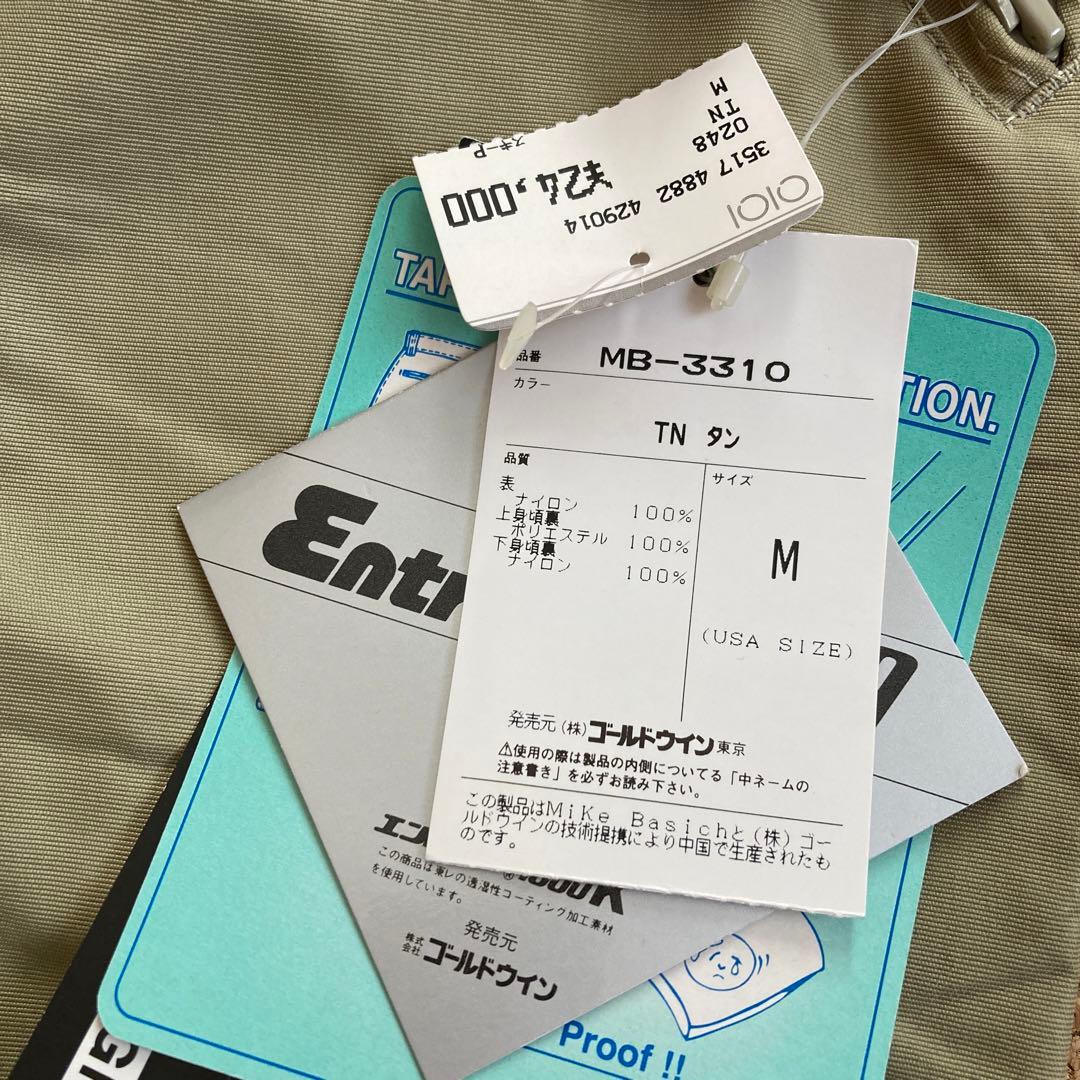 OIOI
3517 4882 429014
0248
TN
M
¥24,000
スキーP
TAP
TION.
品番 MB-3310
カラー
TN タン
品質
表
ナイロン 100%
上身頃裏
ポリエステル 100%
下身頃裏
ナイロン 100%
サイズ
M
(USA SIZE)
発売元 (株)ゴールドウイン東京
⚠使用の際は製品の内側についてる「中ネームの
注意書き」を必ずお読み下さい。
この製品はMiKe Basichと(株)ゴー
ルドウインの技術提携により中国で生産されたも
のです。
Entr
エン
この商品は東レの透湿性コーティング加工素材
を使用しています。
発売元
株式会社 ゴールドウイン
Proof !!